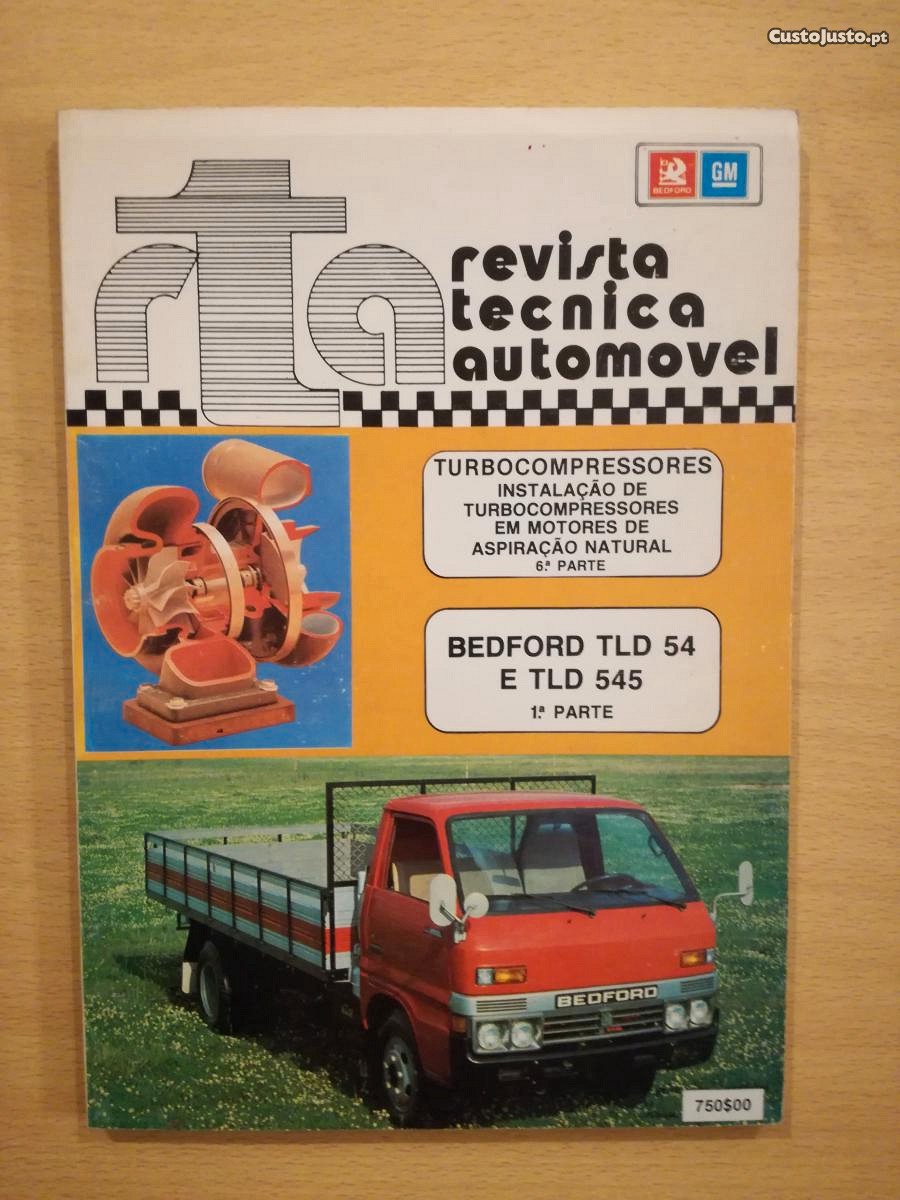 CustoJusto.pt
BEDFORD
GM
rta
revista
tecnica
automovel
TURBOCOMPRESSORES
INSTALAÇÃO DE
TURBOCOMPRESSORES
EM MOTORES DE
ASPIRAÇÃO NATURAL
6.ª PARTE
BEDFORD TLD 54
E TLD 545
1.ª PARTE
BEDFORD
750$00